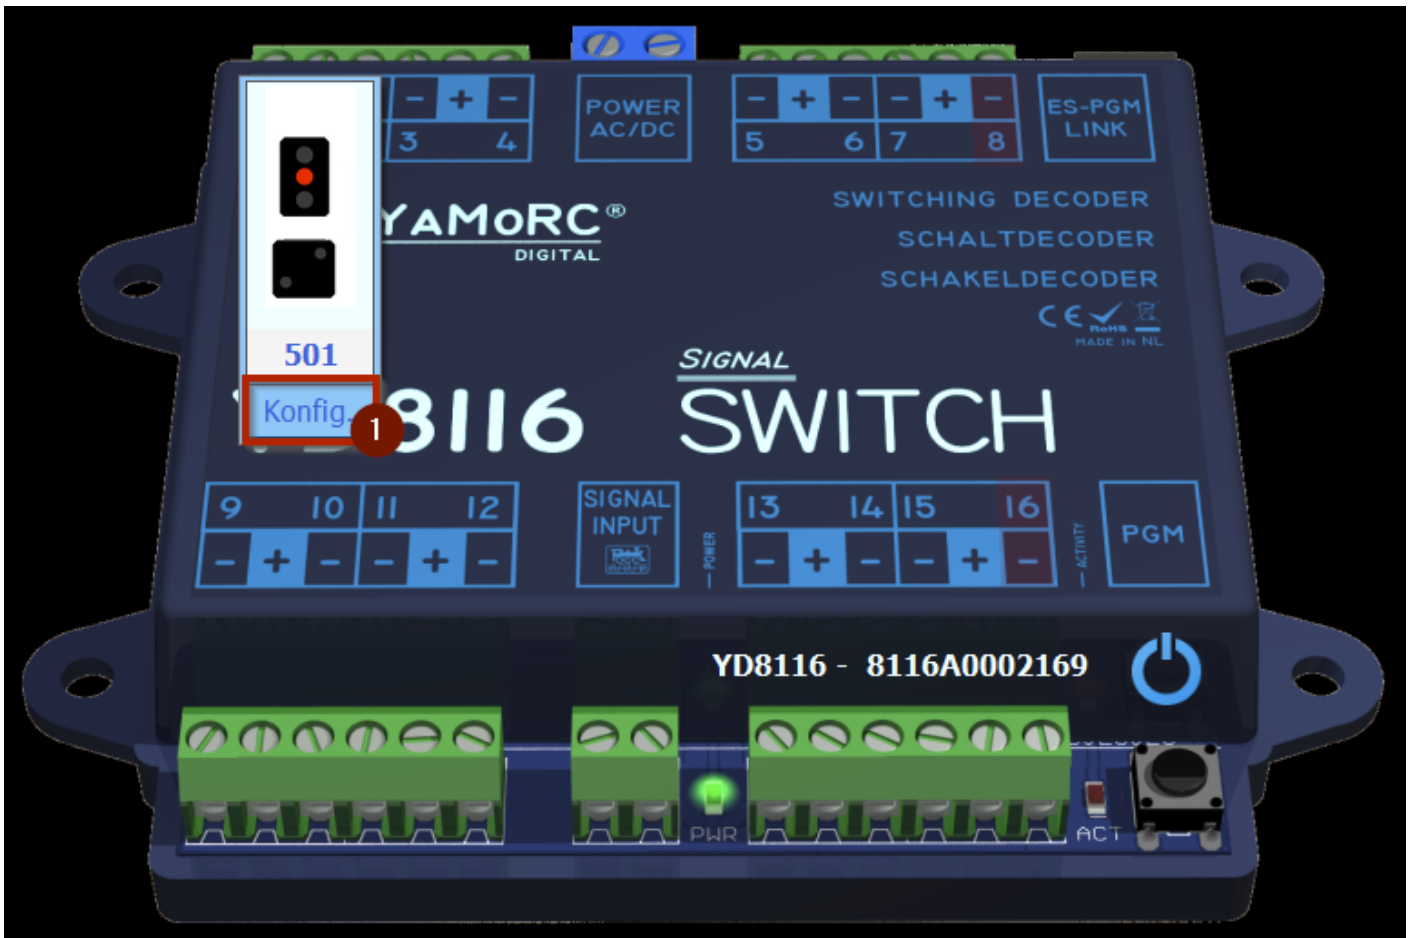 - + -
3 4
POWER
AC/DC
- + - - + -
5 6 7 8
ES-PGM
LINK
YAMORC®
DIGITAL
SWITCHING DECODER
SCHALTDECODER
SCHAKELDECODER
CE RoHS
MADE IN NL
501
Konfig.
1
8116
SIGNAL
SWITCH
9 10 11 12
- + - - + -
SIGNAL
INPUT
POWER
13 14 15 16
- + - - + -
ACTIVITY
PGM
YD8116 - 8116A0002169
PWR
ACT